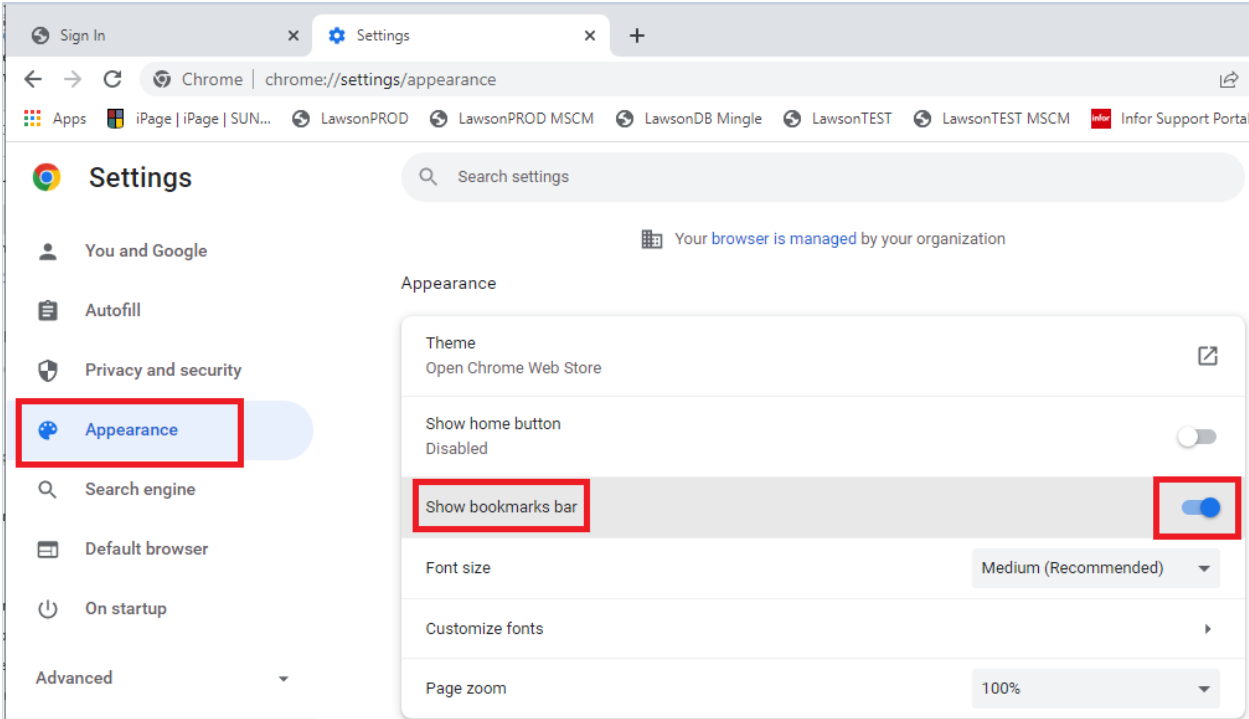 Sign In
Settings
Chrome | chrome://settings/appearance
Apps iPage | iPage | SUN... LawsonPROD LawsonPROD MSCM LawsonDB Mingle LawsonTEST LawsonTEST MSCM infor Infor Support Portal
Settings
Search settings
Your browser is managed by your organization
You and Google
Autofill
Privacy and security
Appearance
Search engine
Default browser
On startup
Advanced
Appearance
Theme
Open Chrome Web Store
Show home button
Disabled
Show bookmarks bar
Font size Medium (Recommended)
Customize fonts
Page zoom 100%